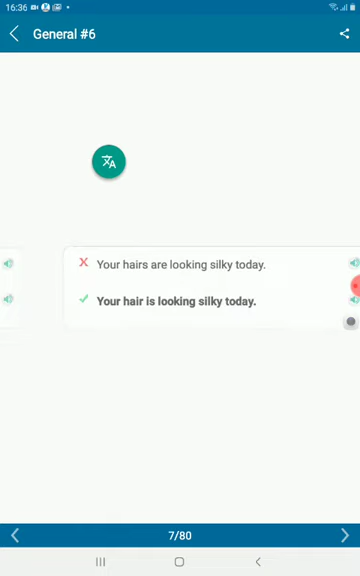 16:36
General #6
Your hairs are looking silky today.
Your hair is looking silky today.
7/80